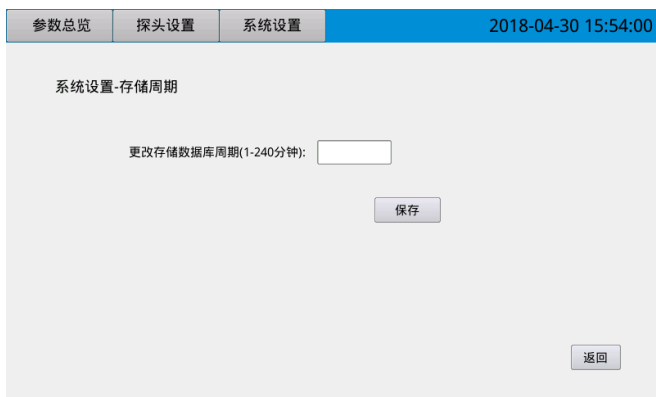 参数总览 探头设置 系统设置 2018-04-30 15:54:00
系统设置-存储周期
更改存储数据库周期(1-240分钟):
保存
返回